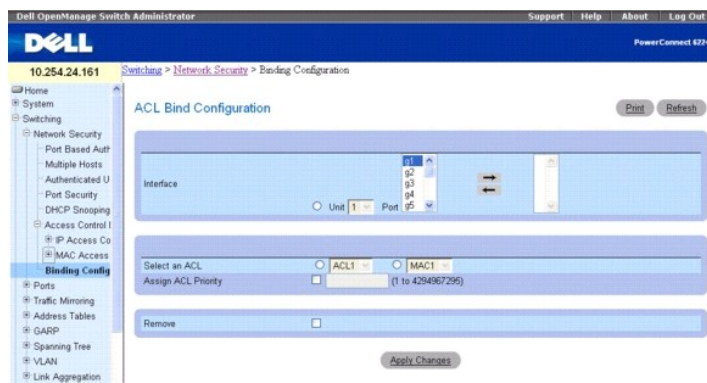 Dell OpenManage Switch Administrator
Support Help About Log Out
DELL
PowerConnect 622
10.254.24.161
Switching > Network Security > Binding Configuration
Home
System
Switching
Network Security
Port Based Auth
Multiple Hosts
Authenticated U
Port Security
DHCP Snooping
Access Control l
IP Access Co
MAC Access
Binding Config
Ports
Traffic Mirroring
Address Tables
GARP
Spanning Tree
VLAN
Link Aggregation
ACL Bind Configuration
Print Refresh
Interface
Unit 1 Port
g1
g2
g3
g4
g5
Select an ACL ACL1 MAC1
Assign ACL Priority (1 to 4294967295)
Remove
Apply Changes